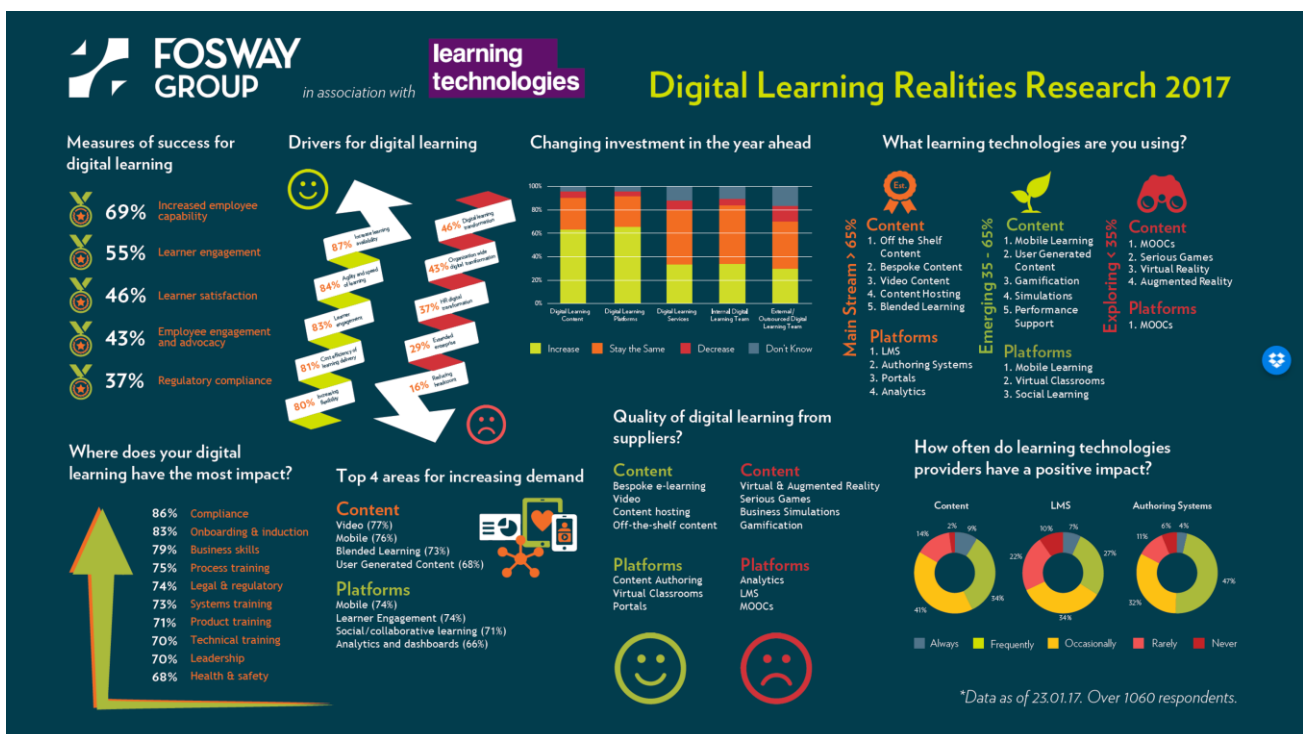 FOSWAY
GROUP
in association with
learning
technologies
Digital Learning Realities Research 2017
Measures of success for
digital learning
69% Increased employee
capability
55% Learner engagement
46% Learner satisfaction
43% Employee engagement
and advocacy
37% Regulatory compliance
Drivers for digital learning
87% Increase learning
availability
84% Agility and speed
of learning
83% Learner
engagement
81% Cost efficiency of
learning delivery
80% Increasing
flexibility
46% Digital learning
transformation
43% Organisation wide
digital transformation
37% HR digital
transformation
29% Extended
enterprise
16% Reducing
headcount
Changing investment in the year ahead
100%
80%
60%
40%
20%
0%
Digital Learning
Content
Digital Learning
Platforms
Digital Learning
Services
Internal Digital
Learning Team
External/
Outsourced Digital
Learning Team
Increase
Stay the Same
Decrease
Don't Know
What learning technologies are you using?
Est.
Main Stream > 65%
Content
1. Off the Shelf
Content
2. Bespoke Content
3. Video Content
4. Content Hosting
5. Blended Learning
Platforms
1. LMS
2. Authoring Systems
3. Portals
4. Analytics
Emerging 35 - 65%
Content
1. Mobile Learning
2. User Generated
Content
3. Gamification
4. Simulations
5. Performance
Support
Platforms
1. Mobile Learning
2. Virtual Classrooms
3. Social Learning
Exploring < 35%
Content
1. MOOCs
2. Serious Games
3. Virtual Reality
4. Augmented Reality
Platforms
1. MOOCs
Where does your digital
learning have the most impact?
86% Compliance
83% Onboarding & induction
79% Business skills
75% Process training
74% Legal & regulatory
73% Systems training
71% Product training
70% Technical training
70% Leadership
68% Health & safety
Top 4 areas for increasing demand
Content
Video (77%)
Mobile (76%)
Blended Learning (73%)
User Generated Content (68%)
Platforms
Mobile (74%)
Learner Engagement (74%)
Social/collaborative learning (71%)
Analytics and dashboards (66%)
Quality of digital learning from
suppliers?
Content
Bespoke e-learning
Video
Content hosting
Off-the-shelf content
Platforms
Content Authoring
Virtual Classrooms
Portals
Content
Virtual & Augmented Reality
Serious Games
Business Simulations
Gamification
Platforms
Analytics
LMS
MOOCs
How often do learning technologies
providers have a positive impact?
Content
2%
9%
14%
34%
41%
LMS
10%
7%
22%
27%
34%
Authoring Systems
6%
4%
11%
47%
32%
Always
Frequently
Occasionally
Rarely
Never
*Data as of 23.01.17. Over 1060 respondents.